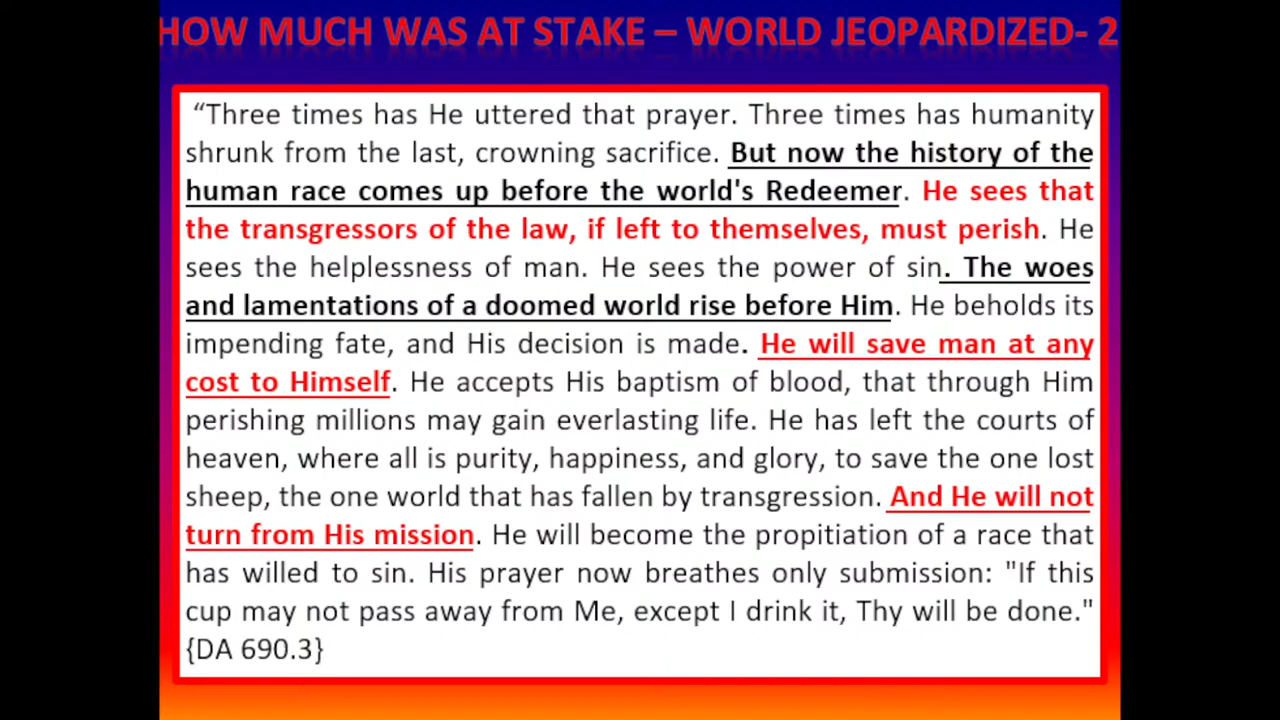 HOW MUCH WAS AT STAKE – WORLD JEOPARDIZED- 2
“Three times has He uttered that prayer. Three times has humanity
shrunk from the last, crowning sacrifice. But now the history of the
human race comes up before the world's Redeemer. He sees that
the transgressors of the law, if left to themselves, must perish. He
sees the helplessness of man. He sees the power of sin. The woes
and lamentations of a doomed world rise before Him. He beholds its
impending fate, and His decision is made. He will save man at any
cost to Himself. He accepts His baptism of blood, that through Him
perishing millions may gain everlasting life. He has left the courts of
heaven, where all is purity, happiness, and glory, to save the one lost
sheep, the one world that has fallen by transgression. And He will not
turn from His mission. He will become the propitiation of a race that
has willed to sin. His prayer now breathes only submission: "If this
cup may not pass away from Me, except I drink it, Thy will be done."
{DA 690.3}